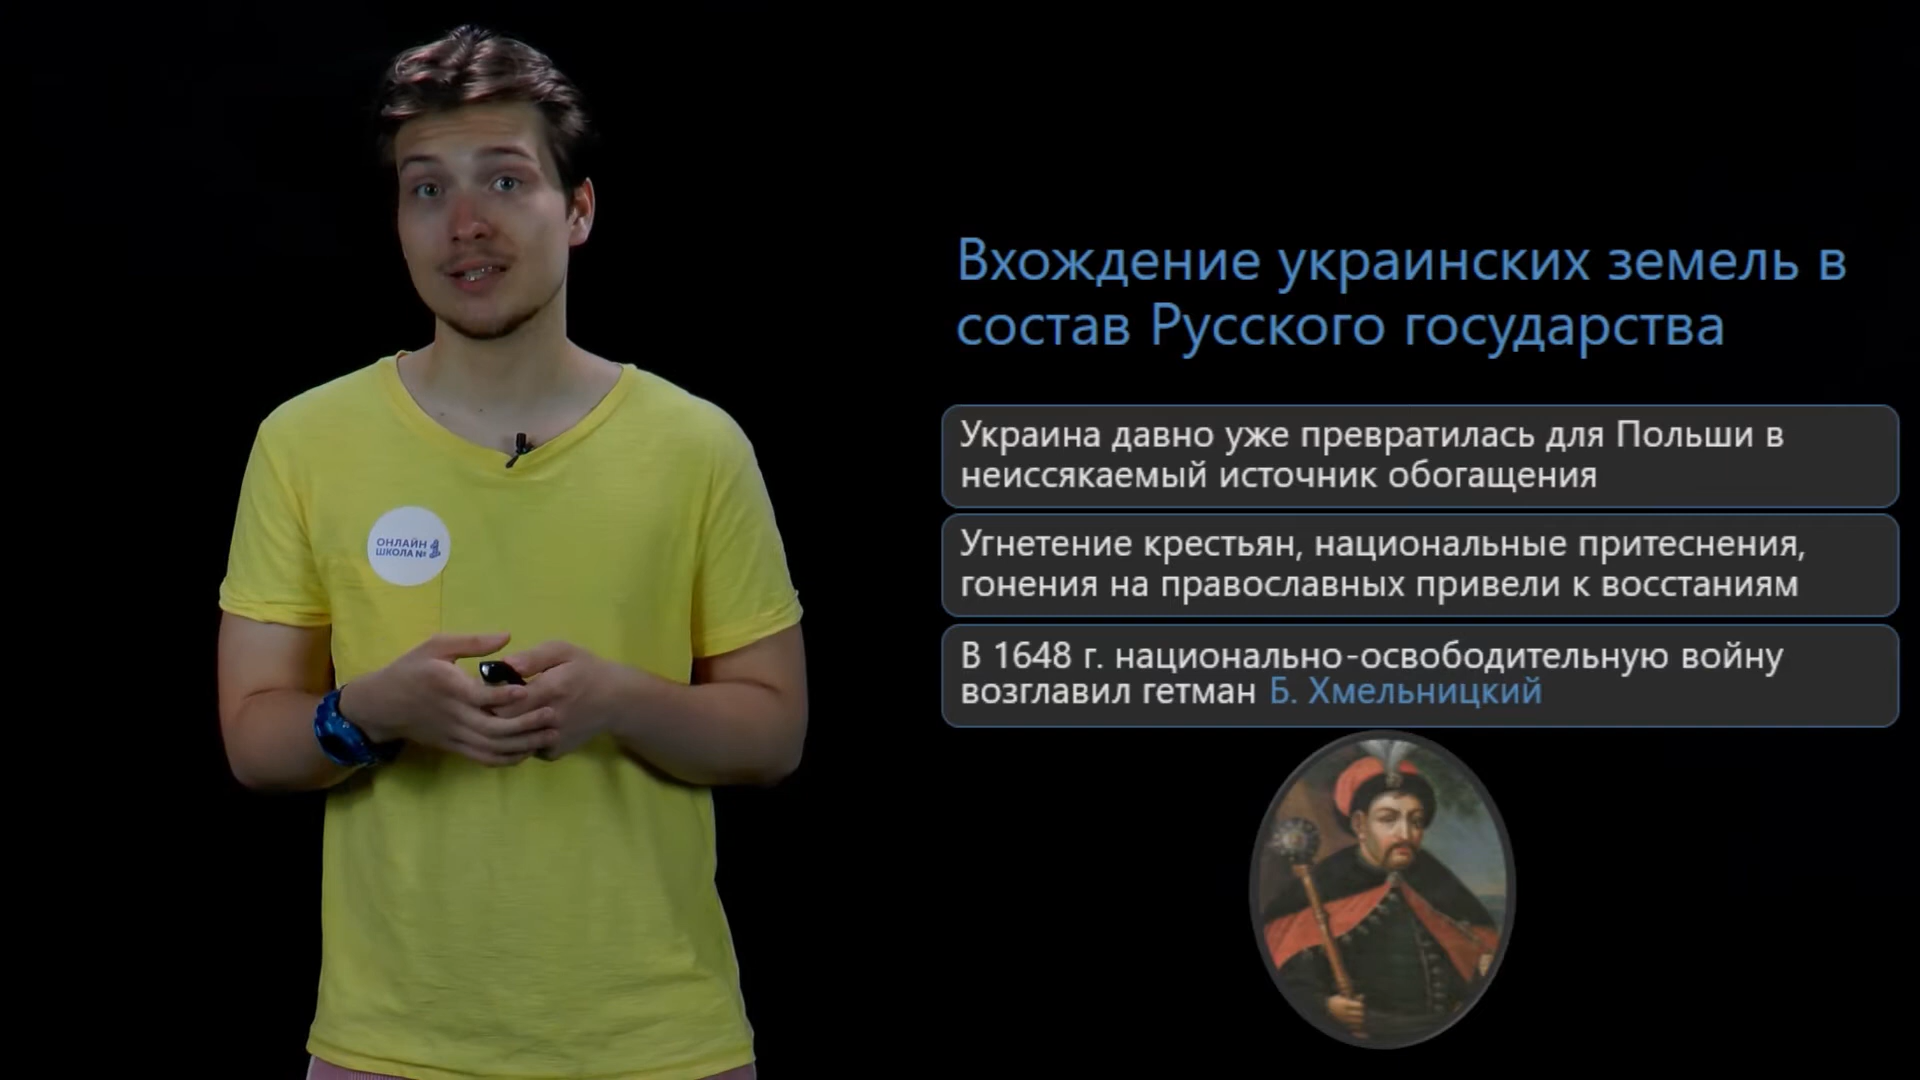 Вхождение украинских земель в
состав Русского государства
Украина давно уже превратилась для Польши в
неиссякаемый источник обогащения
Угнетение крестьян, национальные притеснения,
гонения на православных привели к восстаниям
В 1648 г. национально-освободительную войну
возглавил гетман Б. Хмельницкий
ОНЛАЙН
ШКОЛА № 1